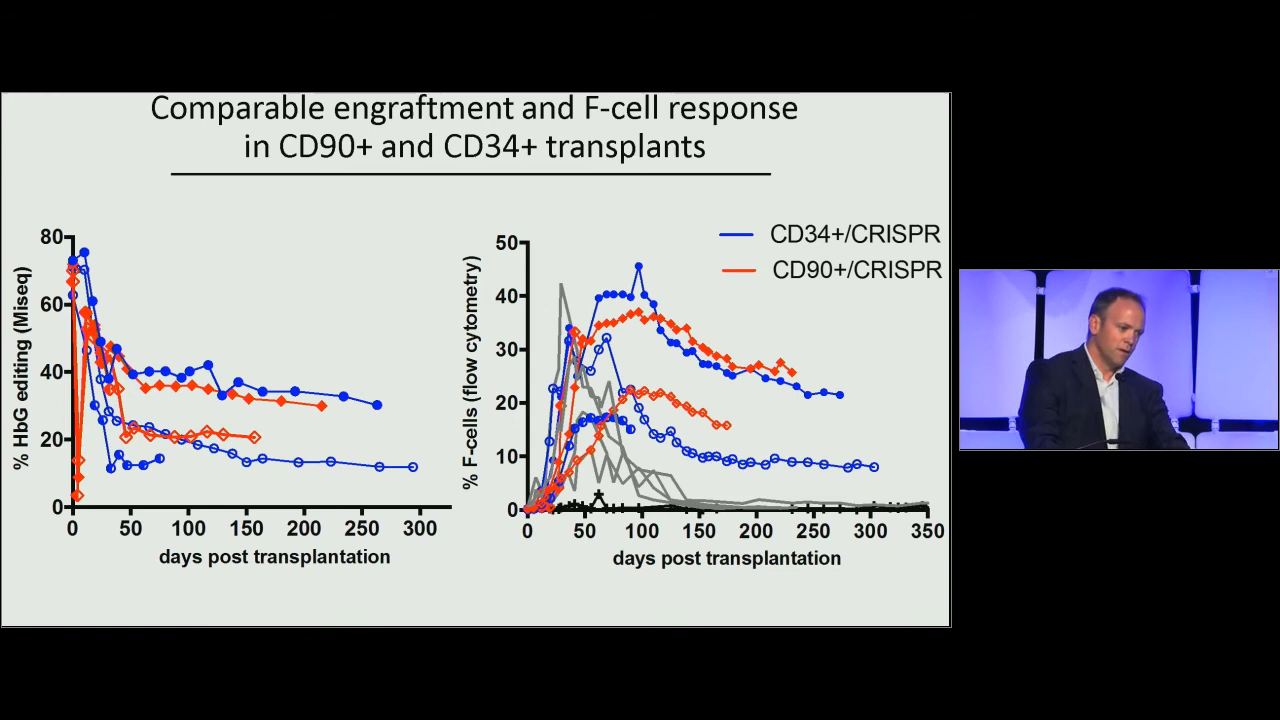 Comparable engraftment and F-cell response
in CD90+ and CD34+ transplants
% HbG editing (Miseq)
80
60
40
20
0
0 50 100 150 200 250 300
days post transplantation
% F-cells (flow cytometry)
50
40
30
20
10
0
0 50 100 150 200 250 300 350
days post transplantation
CD34+/CRISPR
CD90+/CRISPR